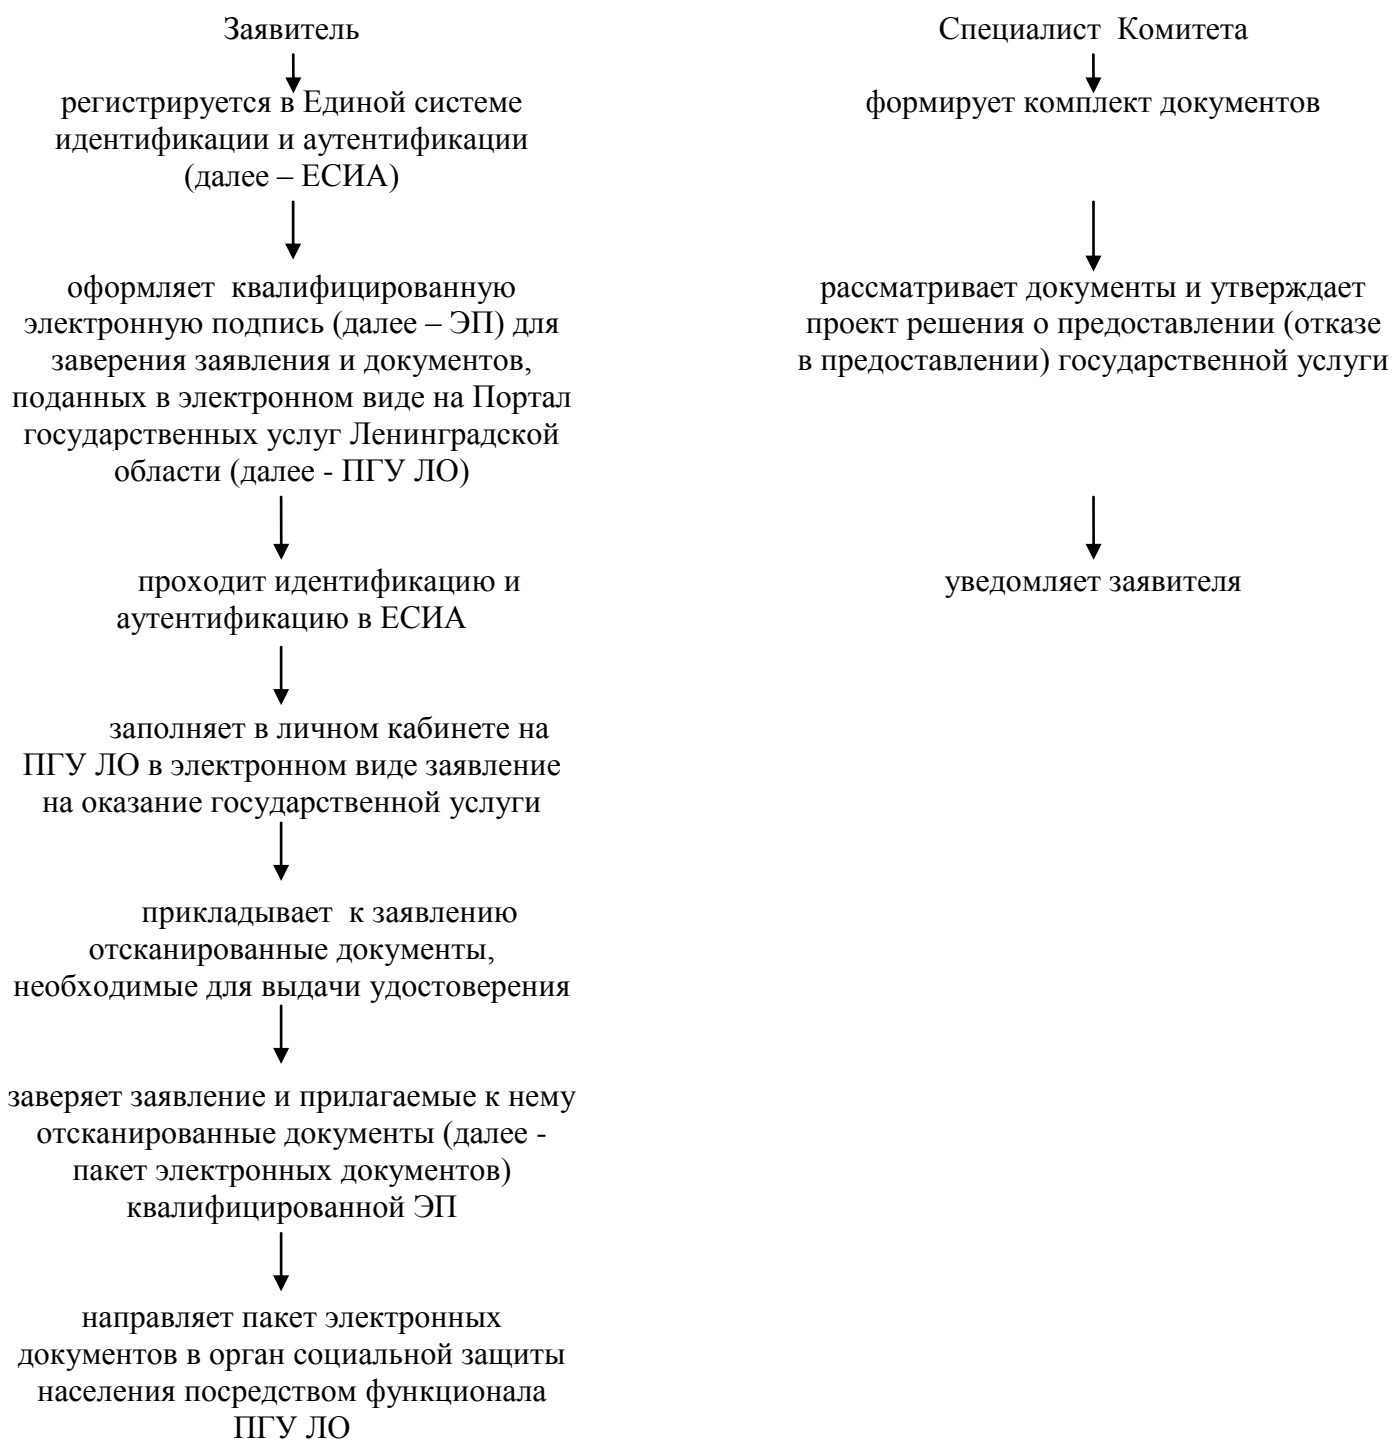 Заявитель
регистрируется в Единой системе
идентификации и аутентификации
(далее – ЕСИА)
оформляет квалифицированную
электронную подпись (далее – ЭП) для
заверения заявления и документов,
поданных в электронном виде на Портал
государственных услуг Ленинградской
области (далее - ПГУ ЛО)
проходит идентификацию и
аутентификацию в ЕСИА
заполняет в личном кабинете на
ПГУ ЛО в электронном виде заявление
на оказание государственной услуги
прикладывает к заявлению
отсканированные документы,
необходимые для выдачи удостоверения
заверяет заявление и прилагаемые к нему
отсканированные документы (далее -
пакет электронных документов)
квалифицированной ЭП
направляет пакет электронных
документов в орган социальной защиты
населения посредством функционала
ПГУ ЛО
Специалист Комитета
формирует комплект документов
рассматривает документы и утверждает
проект решения о предоставлении (отказе
в предоставлении) государственной услуги
уведомляет заявителя